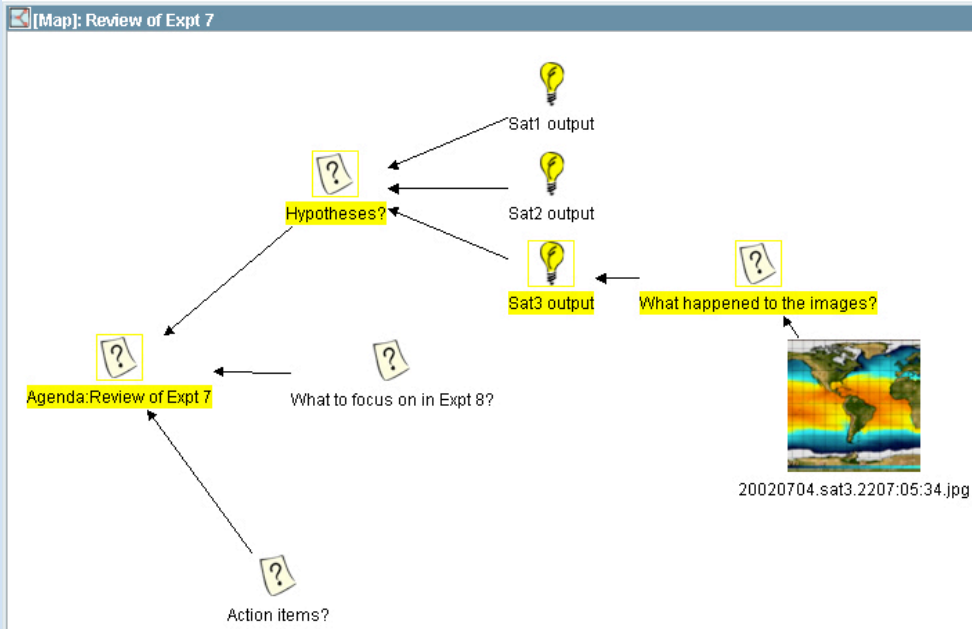 [Map]: Review of Expt 7
Sat1 output
Hypotheses?
Sat2 output
Sat3 output
What happened to the images?
Agenda:Review of Expt 7
What to focus on in Expt 8?
20020704.sat3.2207:05:34.jpg
Action items?